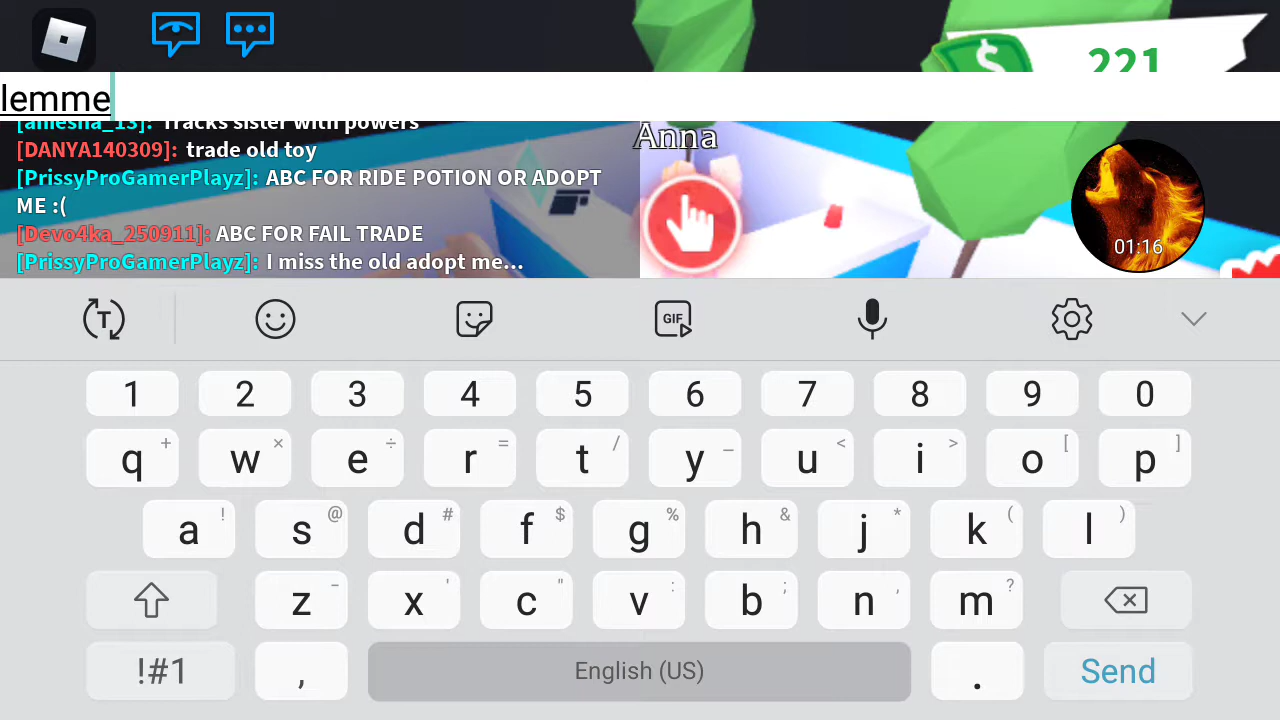 221
lemme
[amesha_13]: Tracks sister with powers
Anna
[DANYA140309]: trade old toy
[PrissyProGamerPlayz]: ABC FOR RIDE POTION OR ADOPT
ME :(
[Devo4ka_250911]: ABC FOR FAIL TRADE
[PrissyProGamerPlayz]: I miss the old adopt me...
01:16
T
GIF
1 2 3 4 5 6 7 8 9 0
q + w × e ÷ r = t / y _ u < i > o [ p ]
a ! s @ d # f $ g % h & j * k ( l )
z - x ' c " v : b ; n , m ?
!#1 , English (US) . Send